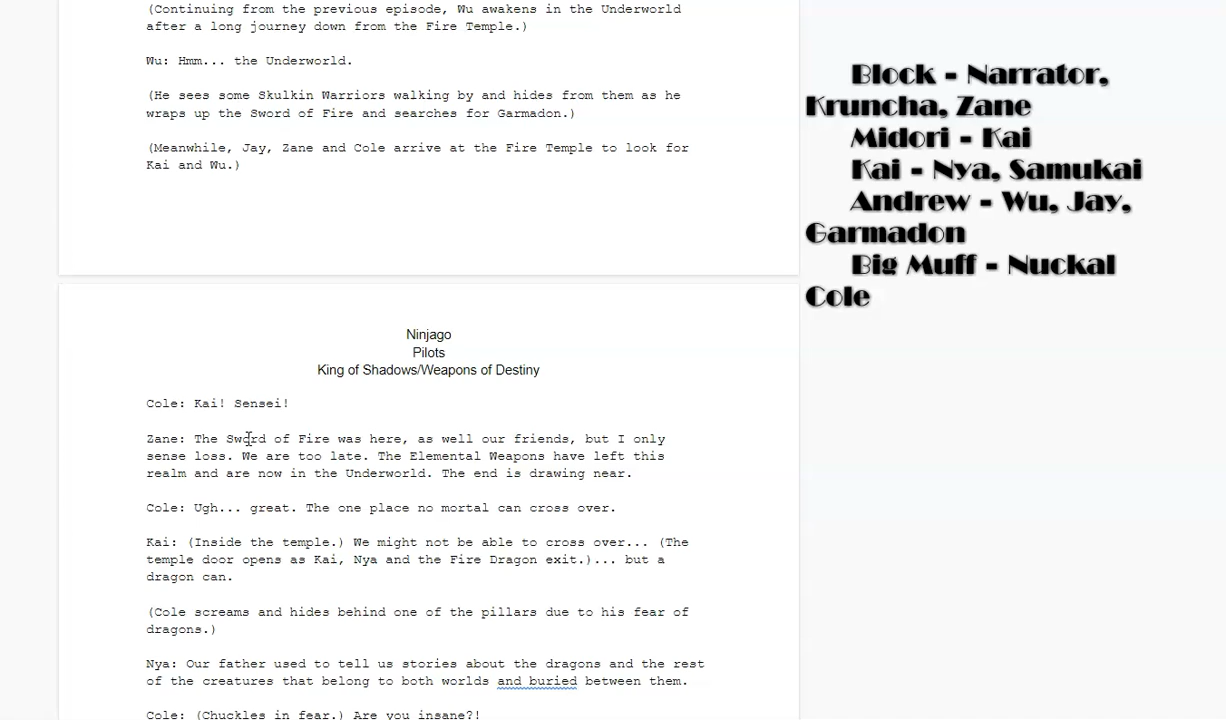 (Continuing from the previous episode, Wu awakens in the Underworld
after a long journey down from the Fire Temple.)
Wu: Hmm... the Underworld.
(He sees some Skulkin Warriors walking by and hides from them as he
wraps up the Sword of Fire and searches for Garmadon.)
(Meanwhile, Jay, Zane and Cole arrive at the Fire Temple to look for
Kai and Wu.)
Ninjago
Pilots
King of Shadows/Weapons of Destiny
Cole: Kai! Sensei!
Zane: The Sword of Fire was here, as well our friends, but I only
sense loss. We are too late. The Elemental Weapons have left this
realm and are now in the Underworld. The end is drawing near.
Cole: Ugh... great. The one place no mortal can cross over.
Kai: (Inside the temple.) We might not be able to cross over... (The
temple door opens as Kai, Nya and the Fire Dragon exit.)... but a
dragon can.
(Cole screams and hides behind one of the pillars due to his fear of
dragons.)
Nya: Our father used to tell us stories about the dragons and the rest
of the creatures that belong to both worlds and buried between them.
Cole: (Chuckles in fear.) Are you insane?!
Block - Narrator,
Kruncha, Zane
Midori - Kai
Kai - Nya, Samukai
Andrew - Wu, Jay,
Garmadon
Big Muff - Nuckal
Cole